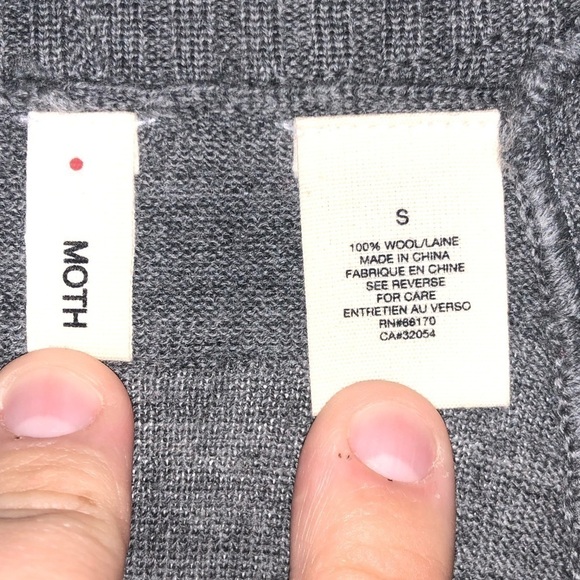 MOTH
S
100% WOOL/LAINE
MADE IN CHINA
FABRIQUE EN CHINE
SEE REVERSE
FOR CARE
ENTRETIEN AU VERSO
RN#66170
CA#32054